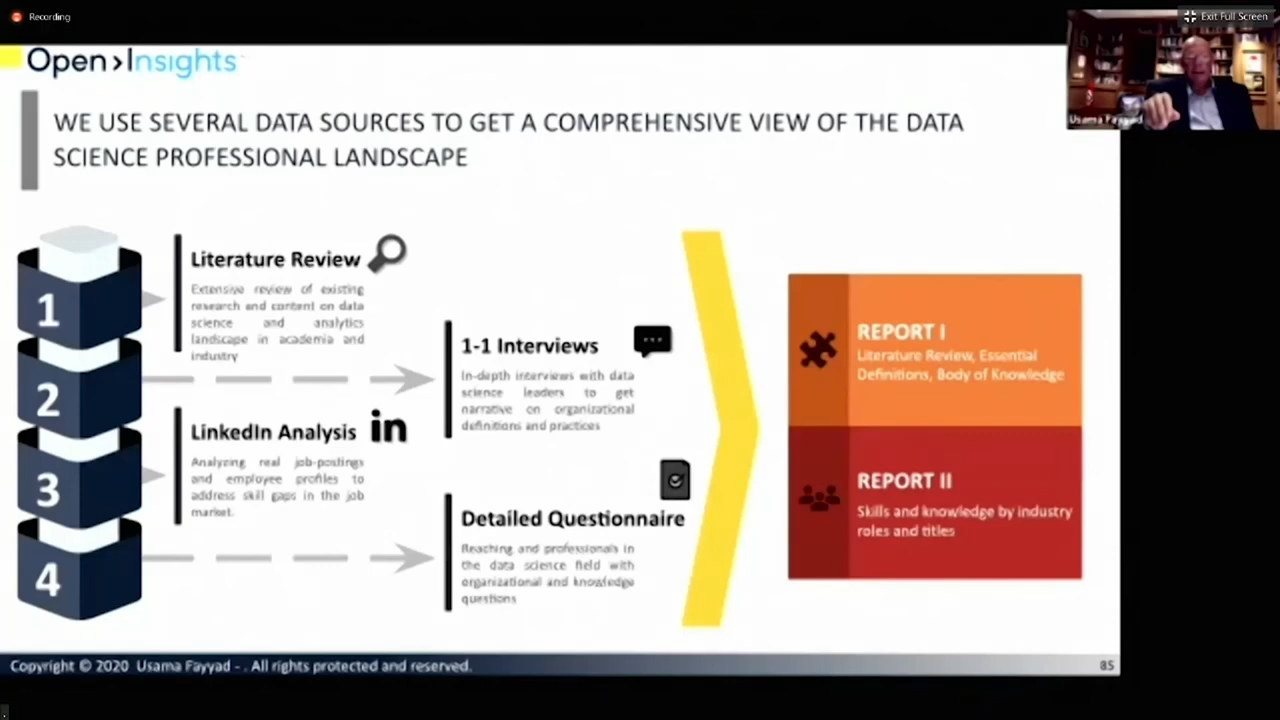 Recording
Exit Full Screen
Usama Fayyad
Open›Insights
WE USE SEVERAL DATA SOURCES TO GET A COMPREHENSIVE VIEW OF THE DATA
SCIENCE PROFESSIONAL LANDSCAPE
1
Literature Review
Extensive review of existing
research and content on data
science and analytics
landscape in academia and
industry
2
1-1 Interviews
In-depth interviews with data
science leaders to get
narrative on organizational
definitions and practices
3
LinkedIn Analysis
in
Analyzing real job-postings
and employee profiles to
address skill gaps in the job
market.
4
Detailed Questionnaire
Reaching and professionals in
the data science field with
organizational and knowledge
questions
REPORT I
Literature Review, Essential
Definitions, Body of Knowledge
REPORT II
Skills and knowledge by industry
roles and titles
Copyright © 2020 Usama Fayyad - . All rights protected and reserved.
85